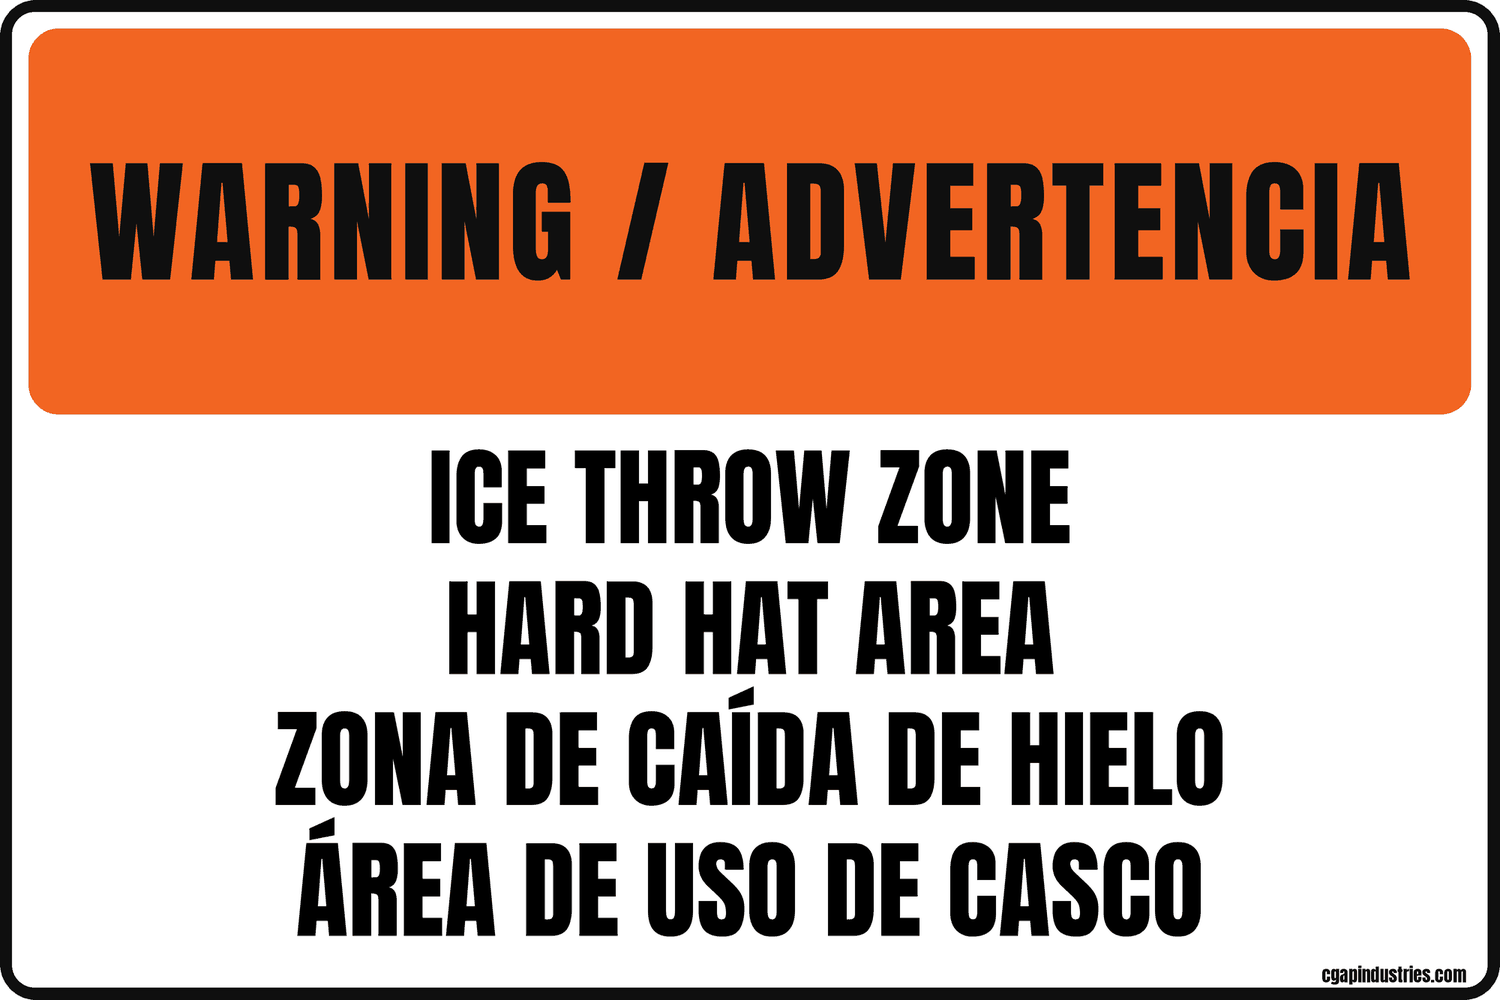 WARNING / ADVERTENCIA
ICE THROW ZONE
HARD HAT AREA
ZONA DE CAÍDA DE HIELO
ÁREA DE USO DE CASCO
cgapindustries.com